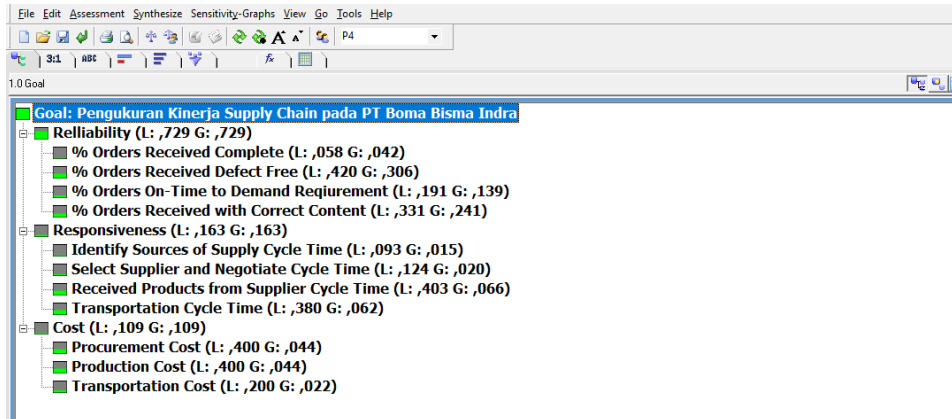 File Edit Assessment Synthesize Sensitivity-Graphs View Go Tools Help
A A P4
3:1 ABC fx
1.0 Goal
Goal: Pengukuran Kinerja Supply Chain pada PT Boma Bisma Indra
Relliability (L: ,729 G: ,729)
% Orders Received Complete (L: ,058 G: ,042)
% Orders Received Defect Free (L: ,420 G: ,306)
% Orders On-Time to Demand Reqiurement (L: ,191 G: ,139)
% Orders Received with Correct Content (L: ,331 G: ,241)
Responsiveness (L: ,163 G: ,163)
Identify Sources of Supply Cycle Time (L: ,093 G: ,015)
Select Supplier and Negotiate Cycle Time (L: ,124 G: ,020)
Received Products from Supplier Cycle Time (L: ,403 G: ,066)
Transportation Cycle Time (L: ,380 G: ,062)
Cost (L: ,109 G: ,109)
Procurement Cost (L: ,400 G: ,044)
Production Cost (L: ,400 G: ,044)
Transportation Cost (L: ,200 G: ,022)